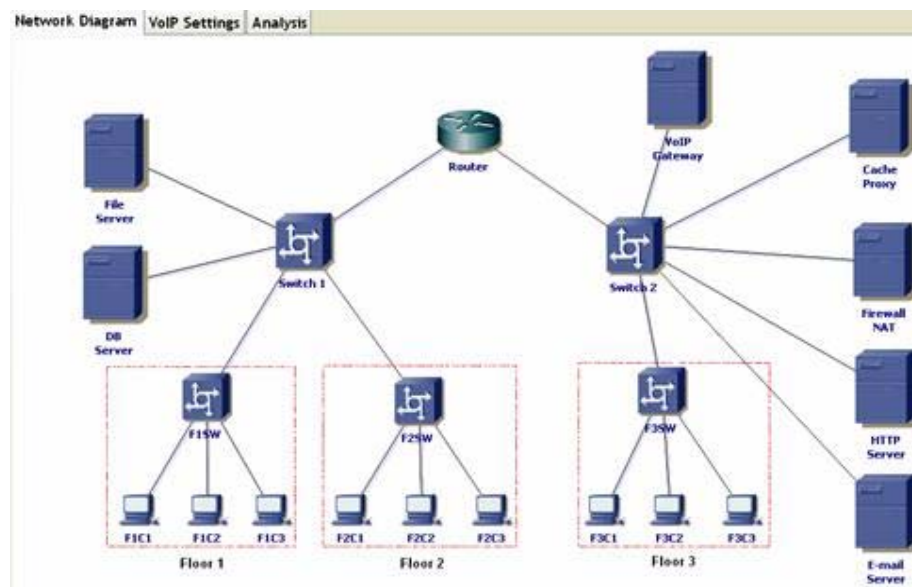 Network Diagram VoIP Settings Analysis
VoIP
Gateway
Router
Cache
Proxy
File
Server
Switch 1
Switch 2
Firewall
NAT
DB
Server
F1SW
F2SW
F3SW
HTTP
Server
F1C1 F1C2 F1C3
F2C1 F2C2 F2C3
F3C1 F3C2 F3C3
Floor 1
Floor 2
Floor 3
E-mail
Server